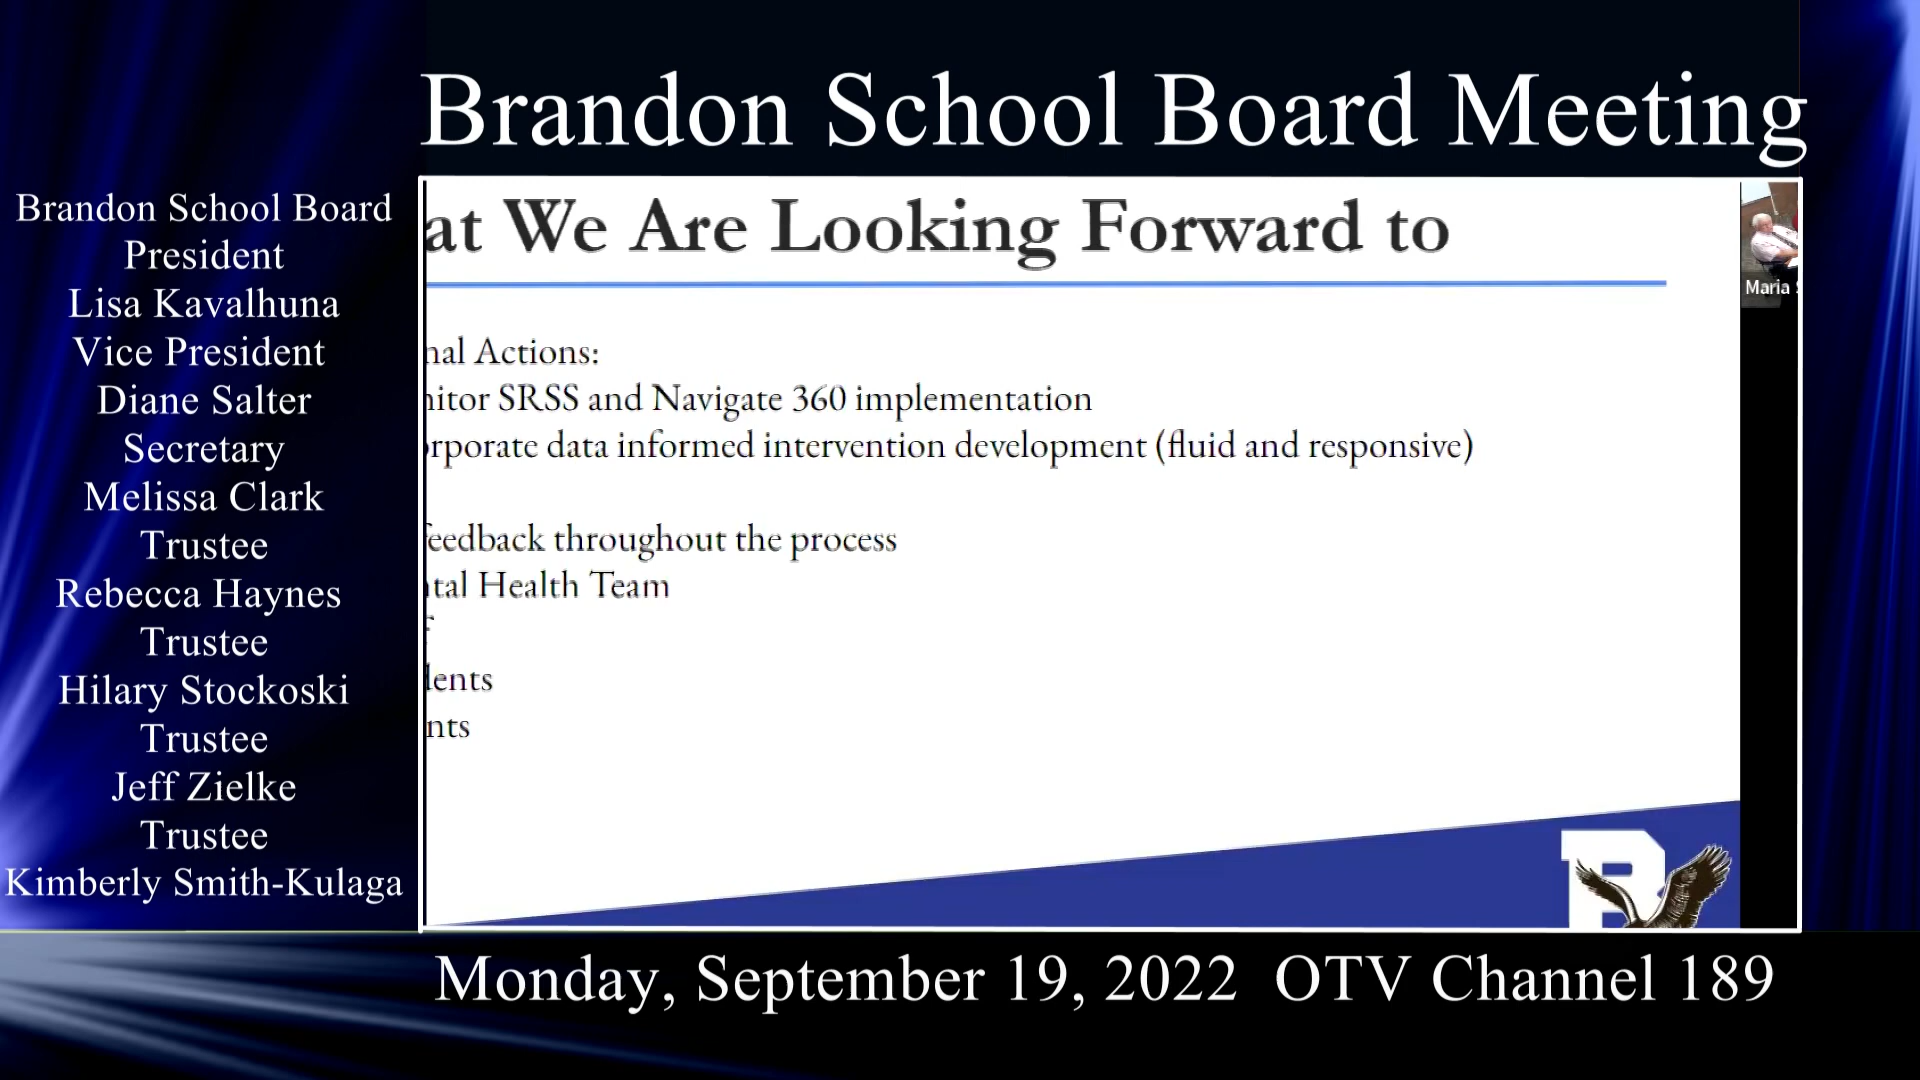 Brandon School Board Meeting
Brandon School Board
President
Lisa Kavalhuna
Vice President
Diane Salter
Secretary
Melissa Clark
Trustee
Rebecca Haynes
Trustee
Hilary Stockoski
Trustee
Jeff Zielke
Trustee
Kimberly Smith-Kulaga
at We Are Looking Forward to
nal Actions:
nitor SRSS and Navigate 360 implementation
orporate data informed intervention development (fluid and responsive)
feedback throughout the process
ntal Health Team
dents
nts
Maria
B
Monday, September 19, 2022 OTV Channel 189